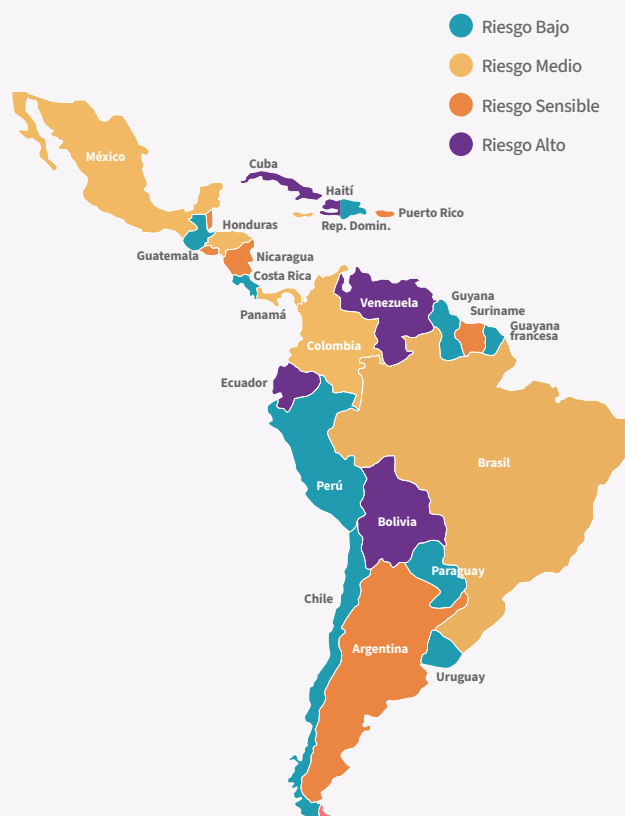 Riesgo Bajo
Riesgo Medio
Riesgo Sensible
Riesgo Alto
México
Cuba
Haití
Puerto Rico
Rep. Domin.
Honduras
Guatemala
Nicaragua
Costa Rica
Panamá
Venezuela
Guyana
Suriname
Guayana
francesa
Colombia
Ecuador
Brasil
Perú
Bolivia
Paraguay
Chile
Argentina
Uruguay